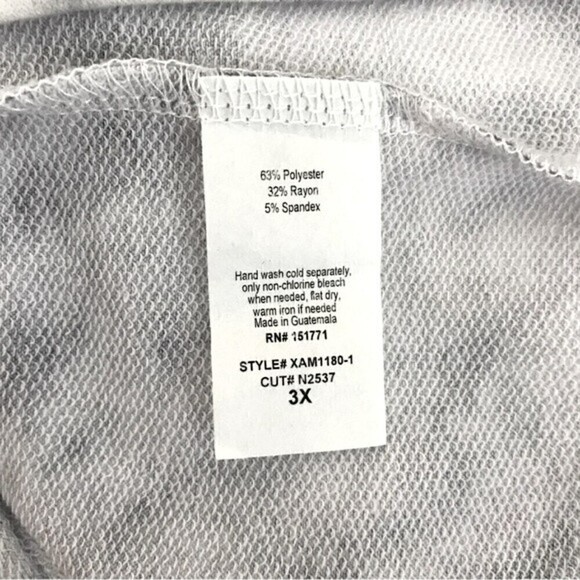 63% Polyester
32% Rayon
5% Spandex
Hand wash cold separately,
only non-chlorine bleach
when needed, flat dry,
warm iron if needed
Made in Guatemala
RN# 151771
STYLE# XAM1180-1
CUT# N2537
3X